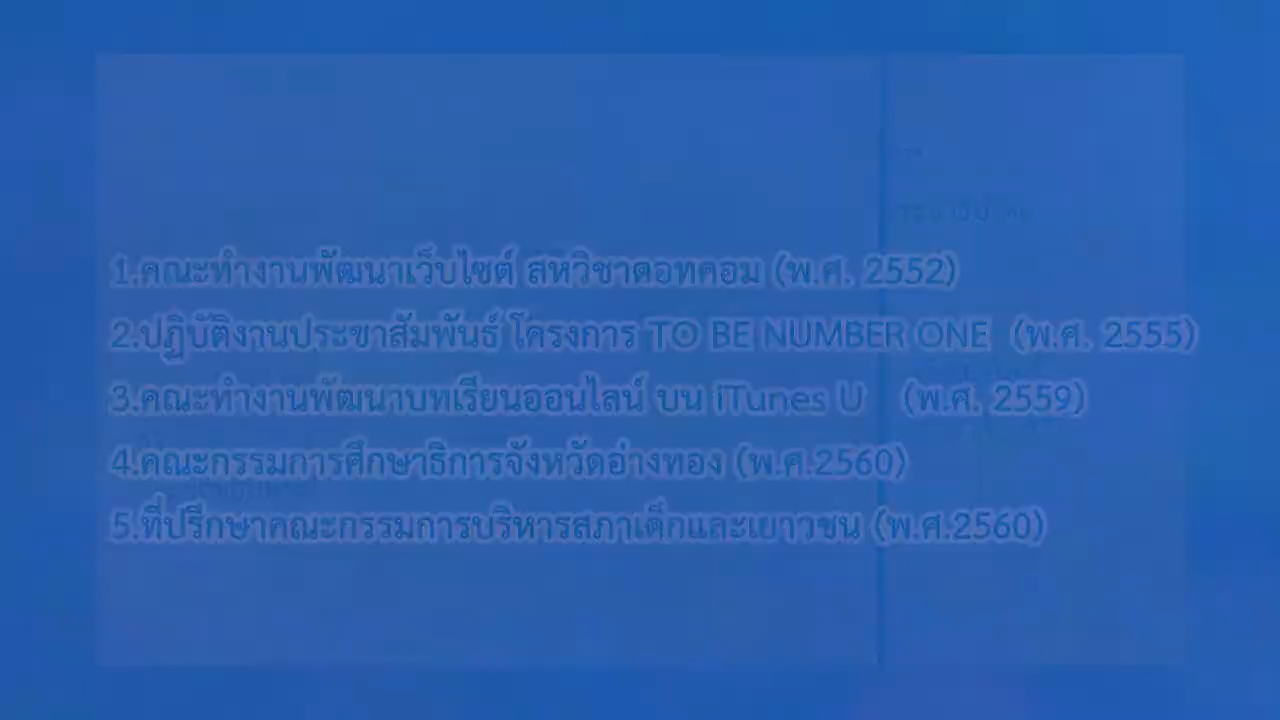 1.คณะทำงานพัฒนาเว็บไซต์ สหวิชาดอทคอม (พ.ศ. 2552)
2.ปฏิบัติงานประชาสัมพันธ์ โครงการ TO BE NUMBER ONE (พ.ศ. 2555)
3.คณะทำงานพัฒนาบทเรียนออนไลน์ บน iTunes U (พ.ศ. 2559)
4.คณะกรรมการศึกษาธิการจังหวัดอ่างทอง (พ.ศ.2560)
5.ที่ปรึกษาคณะกรรมการบริหารสภาเด็กและเยาวชน (พ.ศ.2560)